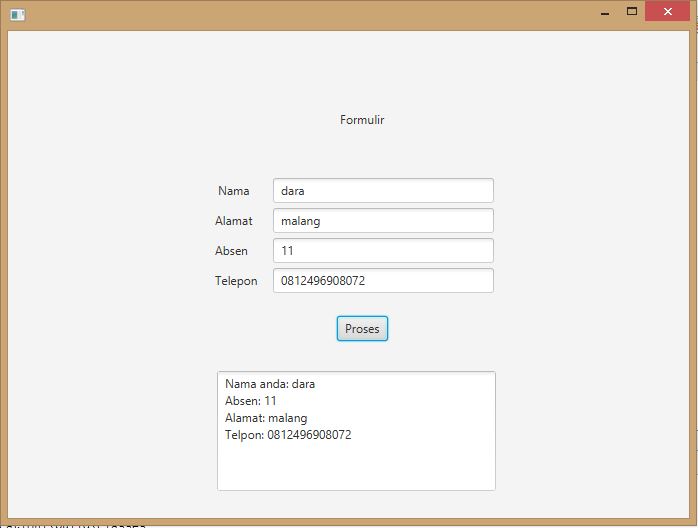 Formulir
Nama dara
Alamat malang
Absen 11
Telepon 0812496908072
Proses
Nama anda: dara
Absen: 11
Alamat: malang
Telpon: 0812496908072